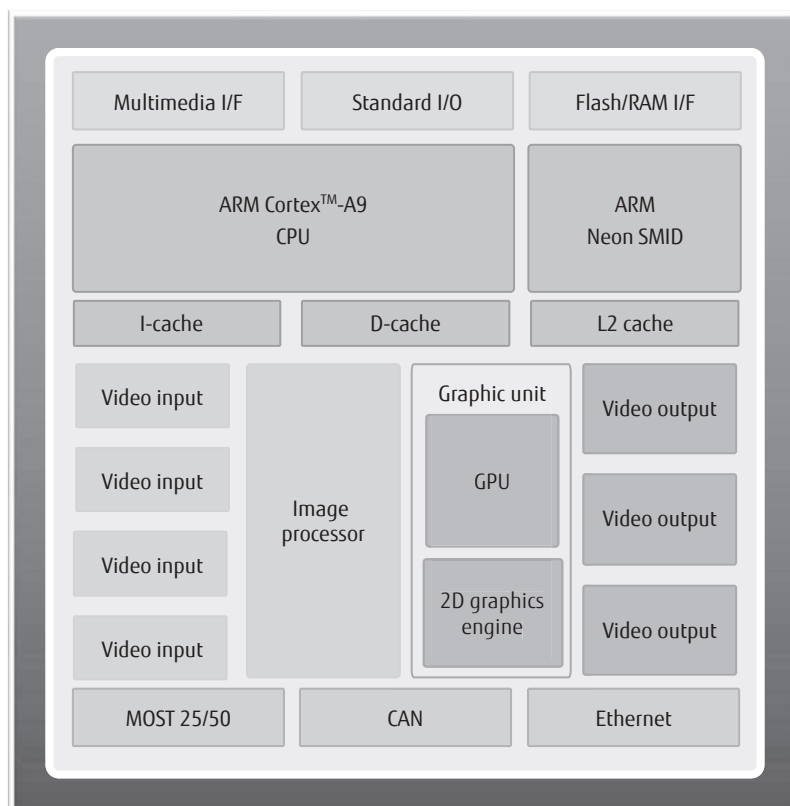 Multimedia I/F
Standard I/O
Flash/RAM I/F
ARM Cortex™-A9
CPU
ARM
Neon SMID
I-cache
D-cache
L2 cache
Video input
Video input
Video input
Video input
Image
processor
Graphic unit
GPU
2D graphics
engine
Video output
Video output
Video output
MOST 25/50
CAN
Ethernet